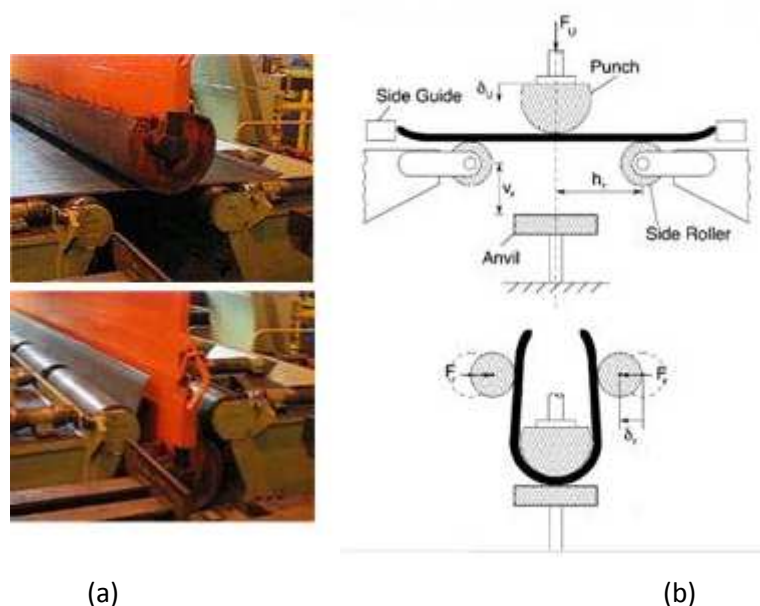 F_U
Punch
δ_U
Side Guide
v_r
h_r
Side Roller
Anvil
F_r F_r
δ_r
(a) (b)